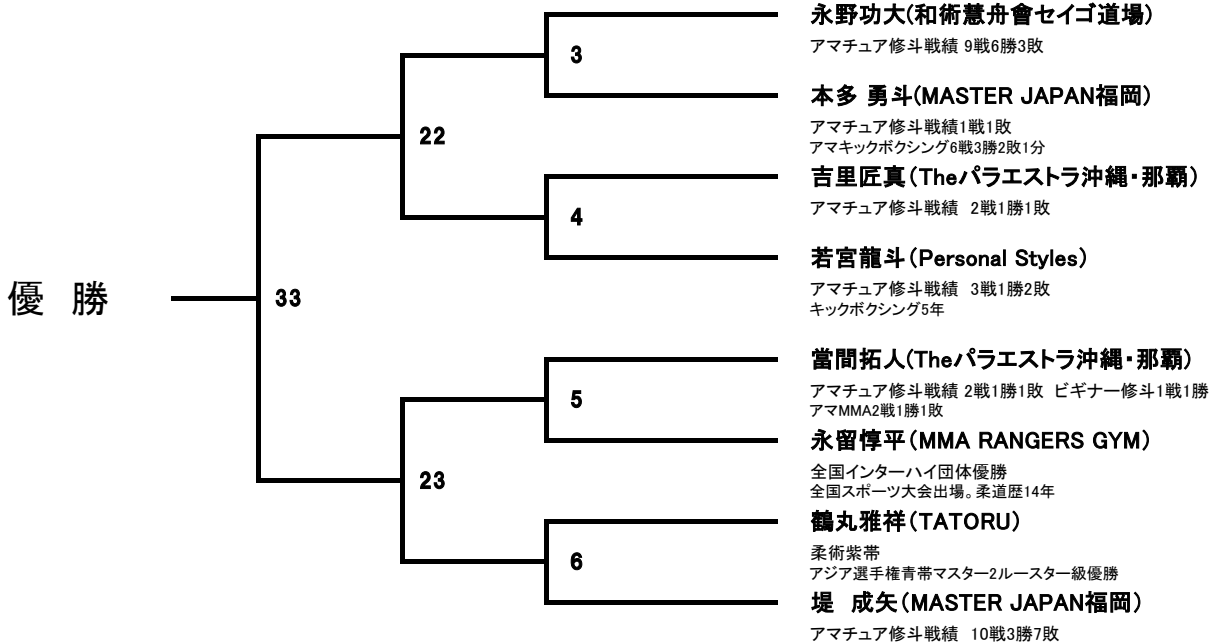 永野功大(和術慧舟會セイゴ道場)
アマチュア修斗戦績 9戦6勝3敗
3
本多 勇斗(MASTER JAPAN福岡)
アマチュア修斗戦績1戦1敗
アマキックボクシング6戦3勝2敗1分
22
吉里匠真(Theパラエストラ沖縄・那覇)
アマチュア修斗戦績 2戦1勝1敗
4
若宮龍斗(Personal Styles)
アマチュア修斗戦績 3戦1勝2敗
キックボクシング5年
優 勝
33
當間拓人(Theパラエストラ沖縄・那覇)
アマチュア修斗戦績 2戦1勝1敗 ビギナー修斗1戦1勝
アマMMA2戦1勝1敗
5
永留惇平(MMA RANGERS GYM)
全国インターハイ団体優勝
全国スポーツ大会出場。柔道歴14年
23
鶴丸雅祥(TATORU)
柔術紫帯
アジア選手権青帯マスター2ルースター級優勝
6
堤 成矢(MASTER JAPAN福岡)
アマチュア修斗戦績 10戦3勝7敗